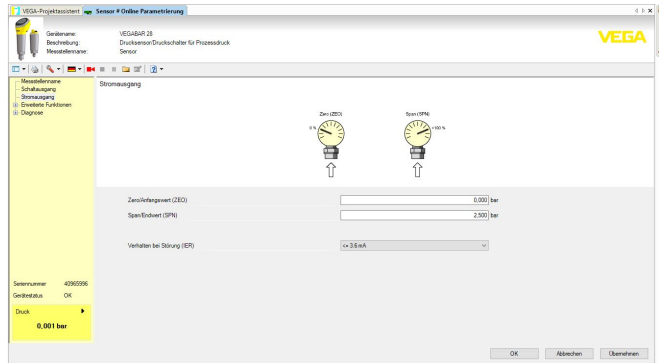 VEGA-Projektassistent
Sensor # Online Parametrierung
Gerätename: VEGABAR 28
Beschreibung: Drucksensor/Druckschalter für Prozessdruck
Messstellenname: Sensor
VEGA
Messstellenname
Schaltausgang
Stromausgang
Erweiterte Funktionen
Diagnose
Stromausgang
Zero (ZEO)
Span (SPN)
0 %
+100 %
Zero/Anfangswert (ZEO) 0,000 bar
Span/Endwert (SPN) 2,500 bar
Verhalten bei Störung (IER) <= 3.6 mA
Seriennummer 40965996
Gerätestatus OK
Druck
0,001 bar
OK Abbrechen Übernehmen